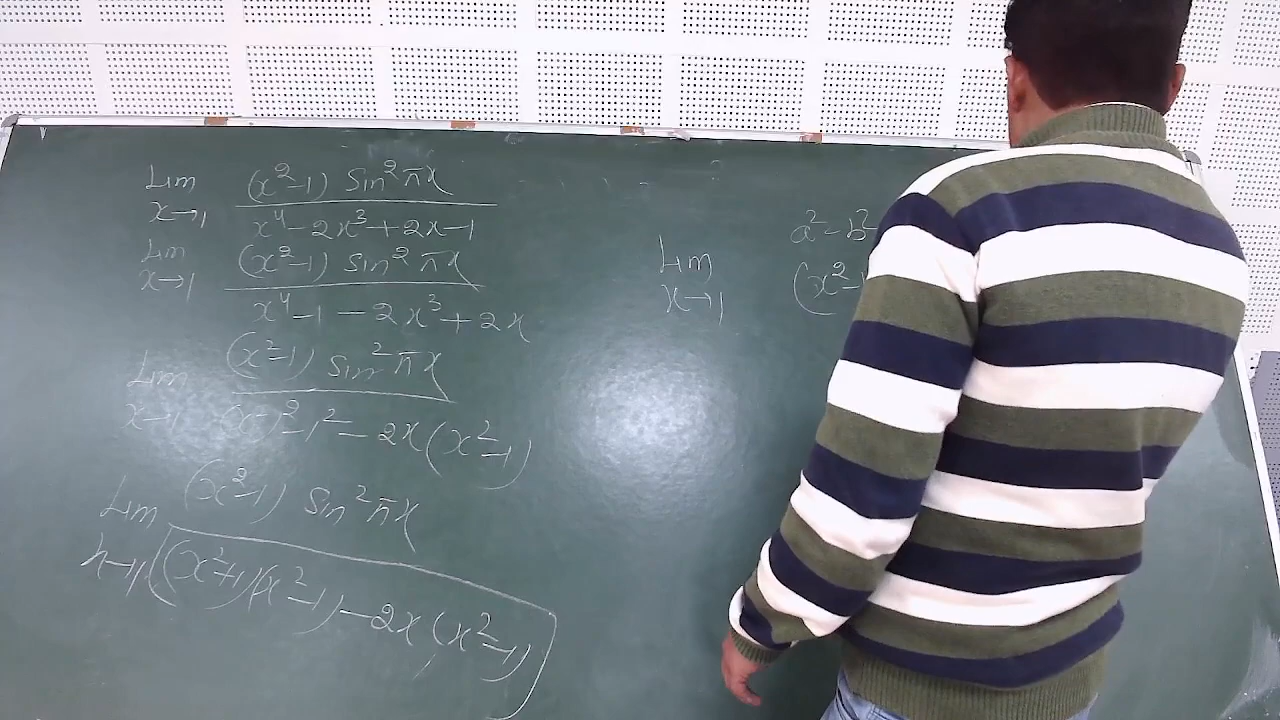 Lim (x²-1) Sin²πx
x→1 x⁴-2x³+2x-1
Lim (x²-1) Sin²πx
x→1 x⁴-1-2x³+2x
Lim (x²-1) Sin²πx
x→1 (x)²²-1²-2x(x²-1)
Lim (x²-1) Sin²πx
x→1 (x²+1)(x²-1)-2x(x²-1)
a²-b²
Lim (x²-
x→1